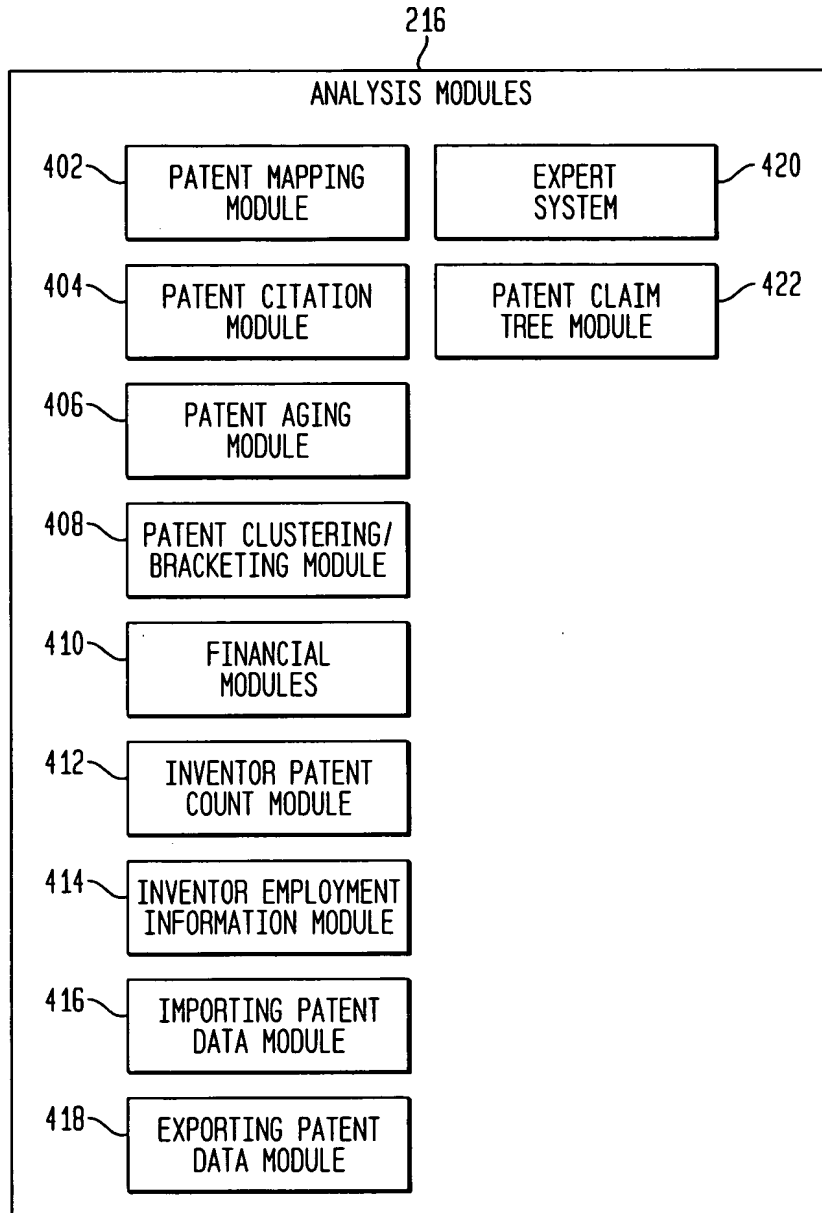 216
ANALYSIS MODULES
402
PATENT MAPPING
MODULE
EXPERT
SYSTEM
420
404
PATENT CITATION
MODULE
PATENT CLAIM
TREE MODULE
422
406
PATENT AGING
MODULE
408
PATENT CLUSTERING/
BRACKETING MODULE
410
FINANCIAL
MODULES
412
INVENTOR PATENT
COUNT MODULE
414
INVENTOR EMPLOYMENT
INFORMATION MODULE
416
IMPORTING PATENT
DATA MODULE
418
EXPORTING PATENT
DATA MODULE